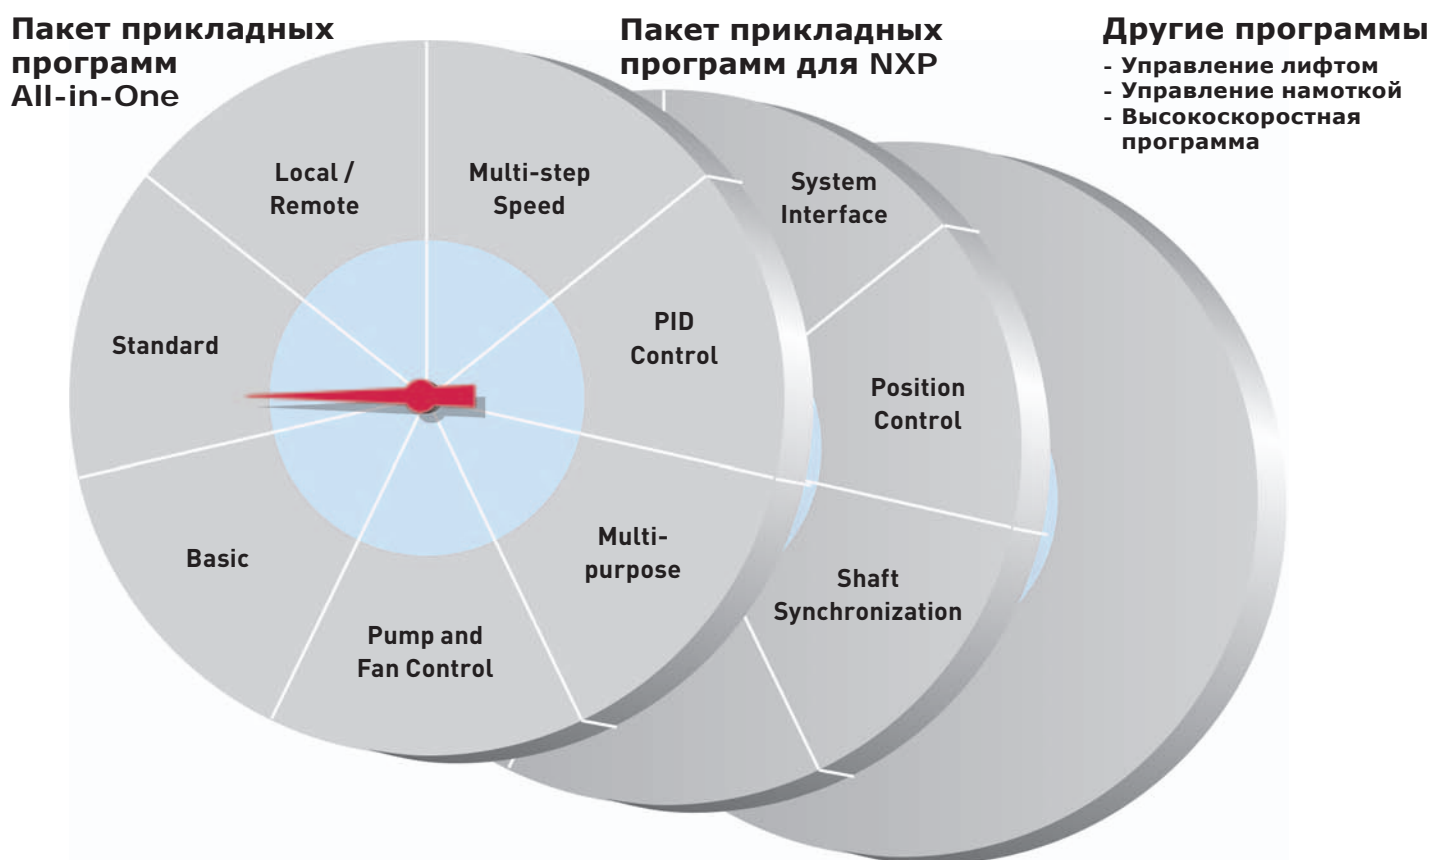 Пакет прикладных
программ
All-in-One
Пакет прикладных
программ для NXP
Другие программы
- Управление лифтом
- Управление намоткой
- Высокоскоростная
программа
Local /
Remote
Multi-step
Speed
PID
Control
Multi-
purpose
Pump and
Fan Control
Basic
Standard
System
Interface
Position
Control
Shaft
Synchronization